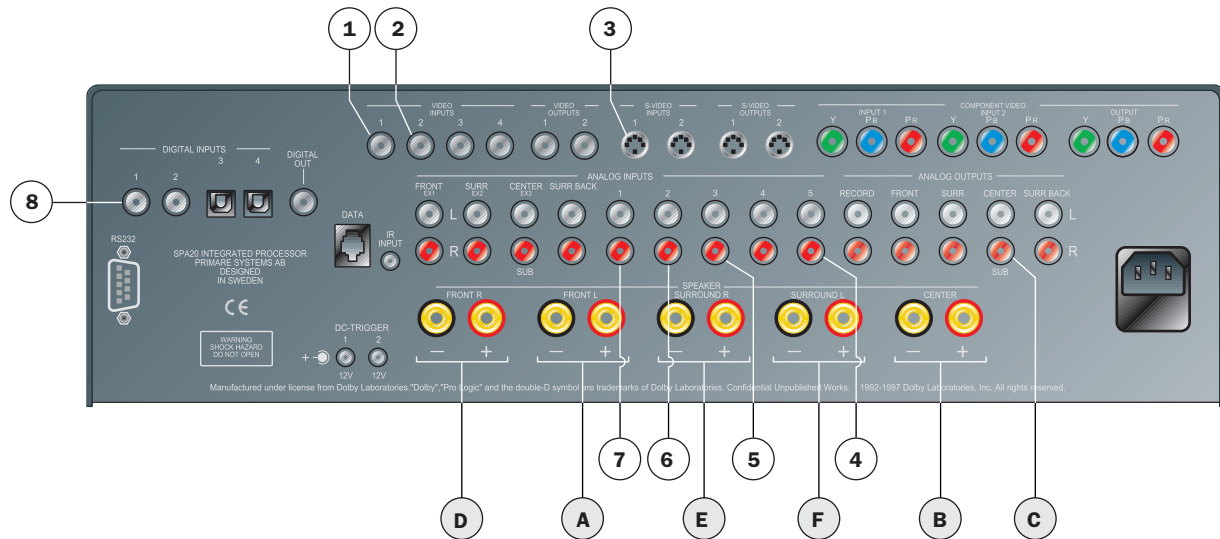 1 2 3
VIDEO INPUTS VIDEO OUTPUTS S-VIDEO INPUTS S-VIDEO OUTPUTS INPUT 1 COMPONENT VIDEO INPUT 2 OUTPUT
1 2 3 4 1 2 1 2 1 2 Y PB PR Y PB PR Y PB PR
DIGITAL INPUTS
1 2 3 4 DIGITAL OUT
8
ANALOG INPUTS ANALOG OUTPUTS
FRONT EX1 SURR EX2 CENTER EX3 SURR BACK 1 2 3 4 5 RECORD FRONT SURR CENTER SURR BACK
L L
DATA
IR INPUT
R R
SUB SUB
RS232
SPA20 INTEGRATED PROCESSOR
PRIMARE SYSTEMS AB
DESIGNED
IN SWEDEN
CE
SPEAKER
FRONT R FRONT L SURROUND R SURROUND L CENTER
− + − + − + − + − +
WARNING
SHOCK HAZARD
DO NOT OPEN
DC-TRIGGER
1 2
+ −
12V 12V
Manufactured under license from Dolby Laboratories."Dolby","Pro Logic" and the double-D symbol are trademarks of Dolby Laboratories. Confidential Unpublished Works. 1992-1997 Dolby Laboratories, Inc. All rights reserved.
7 6 5 4
D A E F B C